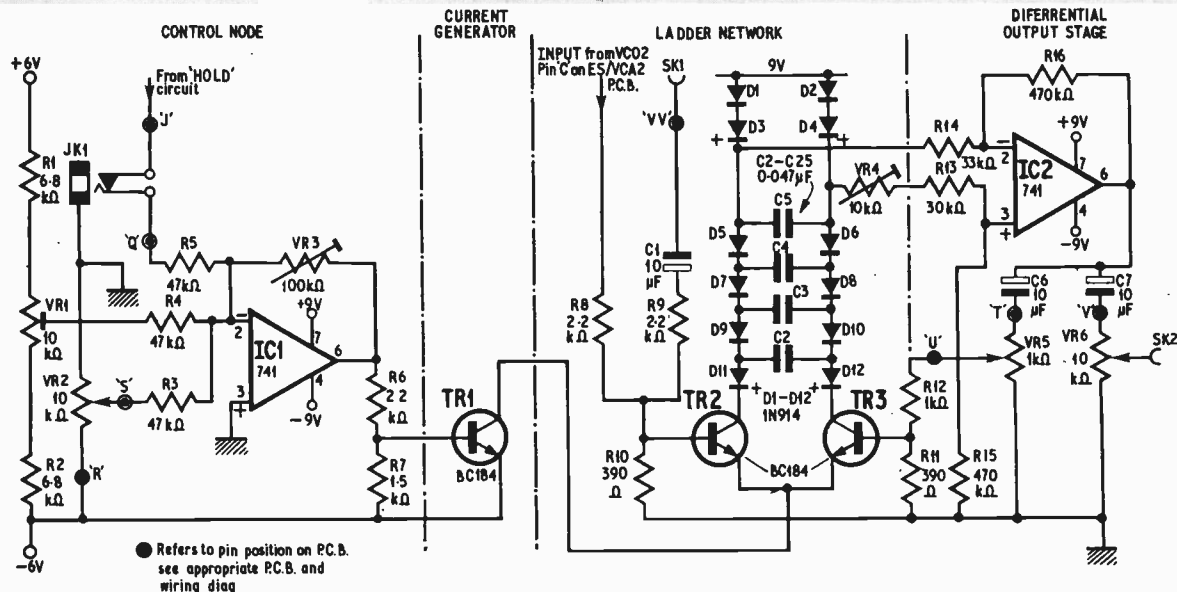 CONTROL NODE
CURRENT
GENERATOR
LADDER NETWORK
DIFERRENTIAL
OUTPUT STAGE
+6V
From 'HOLD'
circuit
'J'
JK1
R1
6·8
kΩ
'Q'
R5
47kΩ
VR3
100kΩ
VR1
10
kΩ
R4
47kΩ
+9V
2
−
7
IC1
741
6
3
+
4
−9V
VR2
10
kΩ
'S'
R3
47kΩ
R2
6·8
kΩ
'R'
R6
2·2
kΩ
R7
1·5
kΩ
−6V
Refers to pin position on P.C.B.
see appropriate P.C.B. and
wiring diag
TR1
BC184
INPUT from VCO2
Pin 'C' on ES/VCA2
P.C.B.
SK1
'VV'
C1
10
μF
R8
2·2
kΩ
R9
2·2
kΩ
R10
390
Ω
9V
D1
D2
D3
D4
+
+
C2−C25
0·047μF
VR4
10kΩ
C5
D5
D6
C4
D7
D8
C3
D9
D10
C2
D11
D12
+
+
D1−D12
1N914
TR2
TR3
BC184
R16
470kΩ
R14
33kΩ
R13
30kΩ
+9V
−
2
7
IC2
741
6
3
+
4
−9V
C6
10
μF
C7
10
μF
'T'
'V'
'U'
VR5
1kΩ
VR6
10
kΩ
SK2
R12
1kΩ
R11
390
Ω
R15
470
kΩ